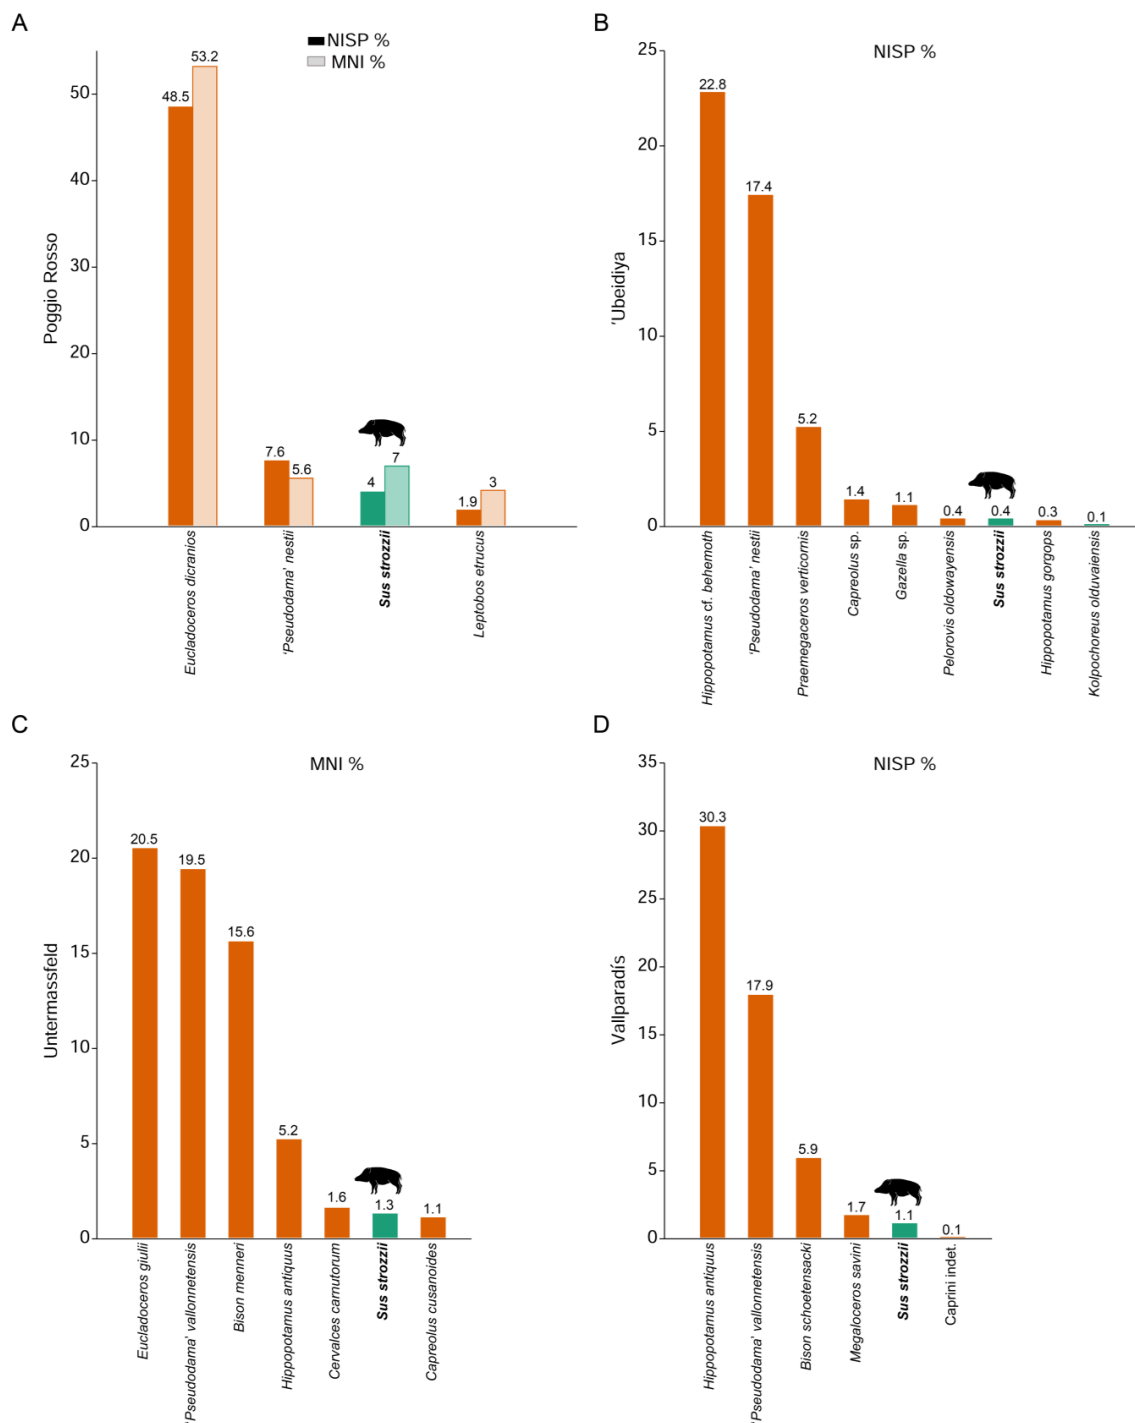 A
NISP %
MNI %
Poggio Rosso
50
40
30
20
10
0
48.5
53.2
7.6
5.6
4
7
1.9
3
Eucladoceros dicranios
'Pseudodama' nestii
Sus strozzii
Leptobos etrucus
B
NISP %
'Ubeidiya
25
20
15
10
5
0
22.8
17.4
5.2
1.4
1.1
0.4
0.4
0.3
0.1
Hippopotamus cf. behemoth
'Pseudodama' nestii
Praemegaceros verticornis
Capreolus sp.
Gazella sp.
Pelorovis oldowayensis
Sus strozzii
Hippopotamus gorgops
Kolpochoreus olduvaiensis
C
MNI %
Untermassfeld
25
20
15
10
5
0
20.5
19.5
15.6
5.2
1.6
1.3
1.1
Eucladoceros giulii
'Pseudodama' vallonnetensis
Bison menneri
Hippopotamus antiquus
Cervalces carnutorum
Sus strozzii
Capreolus cusanoides
D
NISP %
Vallparadís
35
30
25
20
15
10
5
0
30.3
17.9
5.9
1.7
1.1
0.1
Hippopotamus antiquus
'Pseudodama' vallonnetensis
Bison schoetensacki
Megaloceros savini
Sus strozzii
Caprini indet.